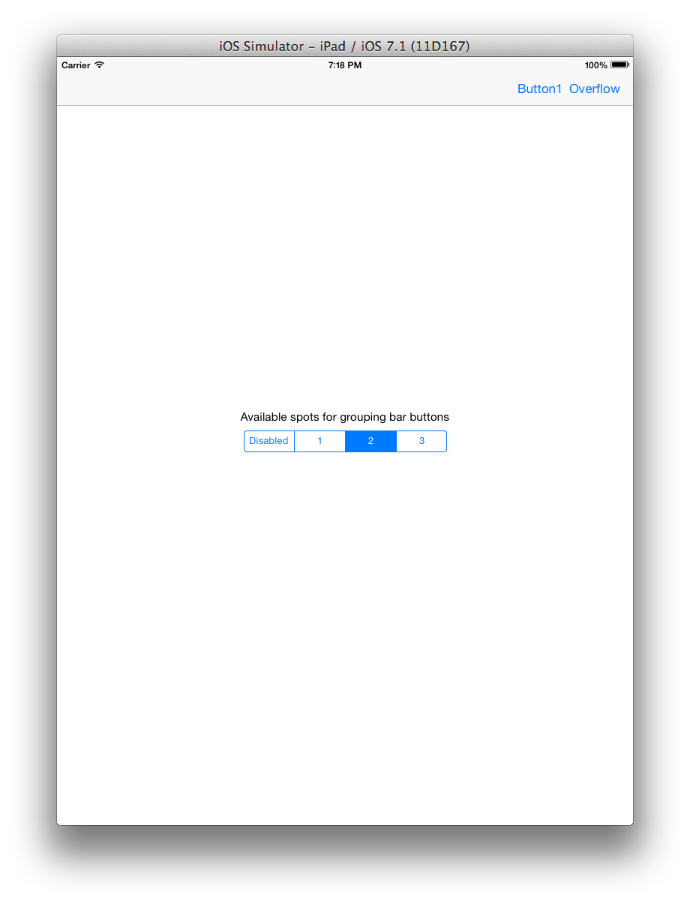 iOS Simulator – iPad / iOS 7.1 (11D167)
Carrier 7:18 PM 100%
Button1 Overflow
Available spots for grouping bar buttons
Disabled 1 2 3